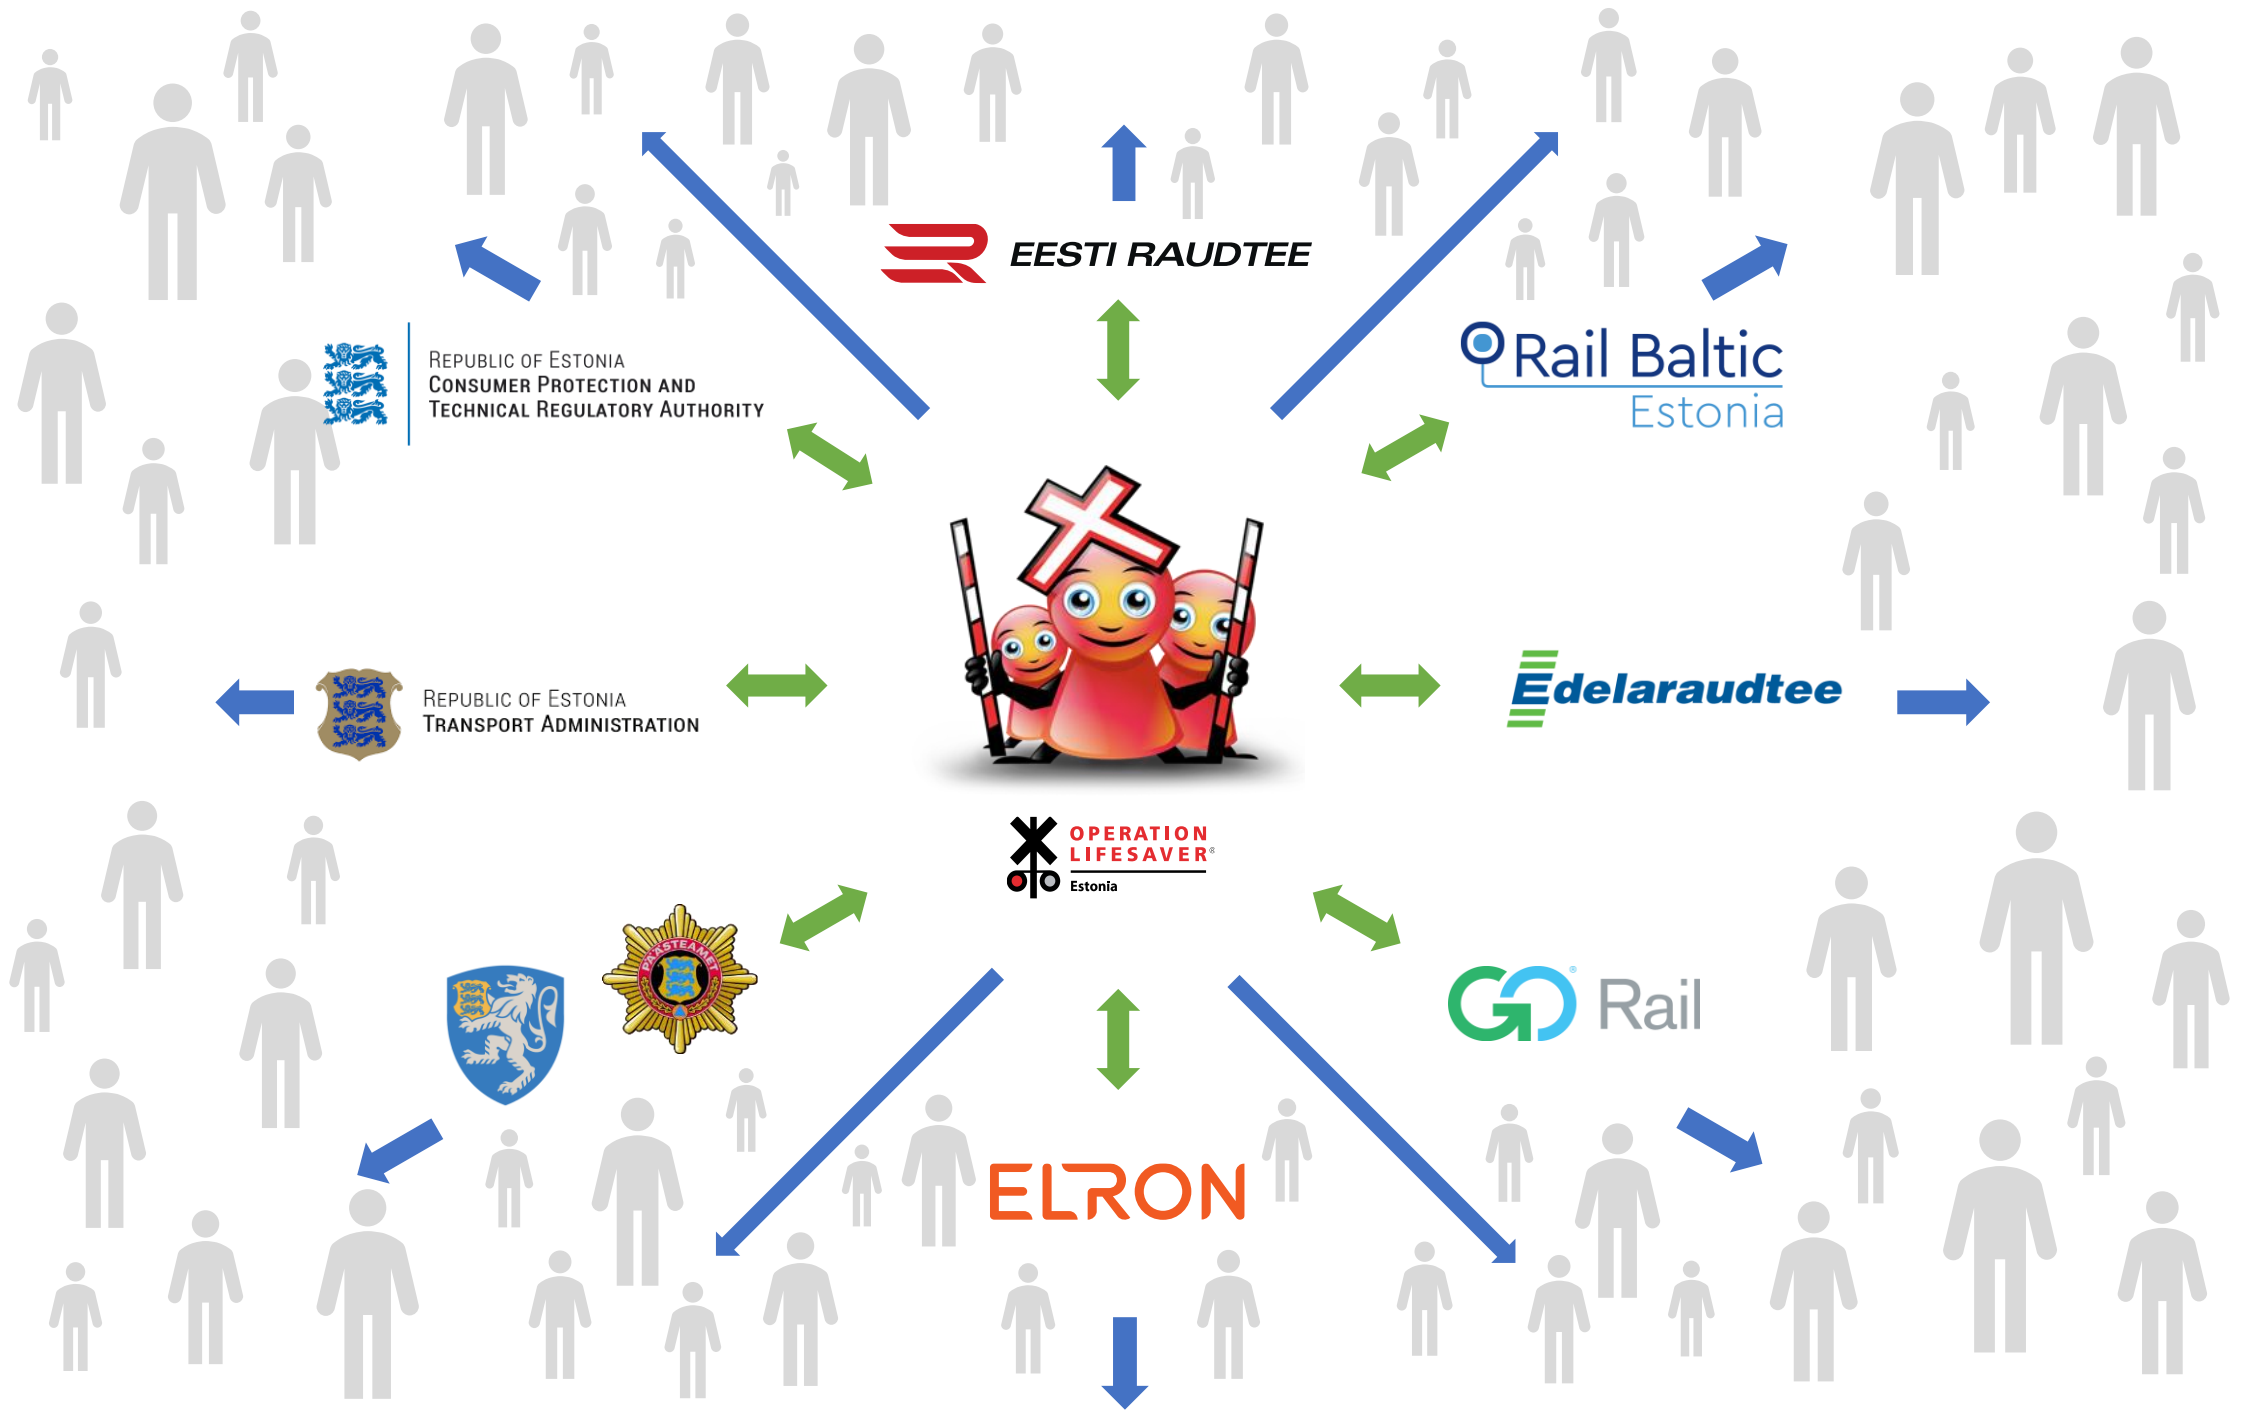 EESTI RAUDTEE
REPUBLIC OF ESTONIA
CONSUMER PROTECTION AND
TECHNICAL REGULATORY AUTHORITY
Rail Baltic
Estonia
REPUBLIC OF ESTONIA
TRANSPORT ADMINISTRATION
Edelaraudtee
OPERATION
LIFESAVER®
Estonia
PÄÄSTEAMET
GO® Rail
ELRON